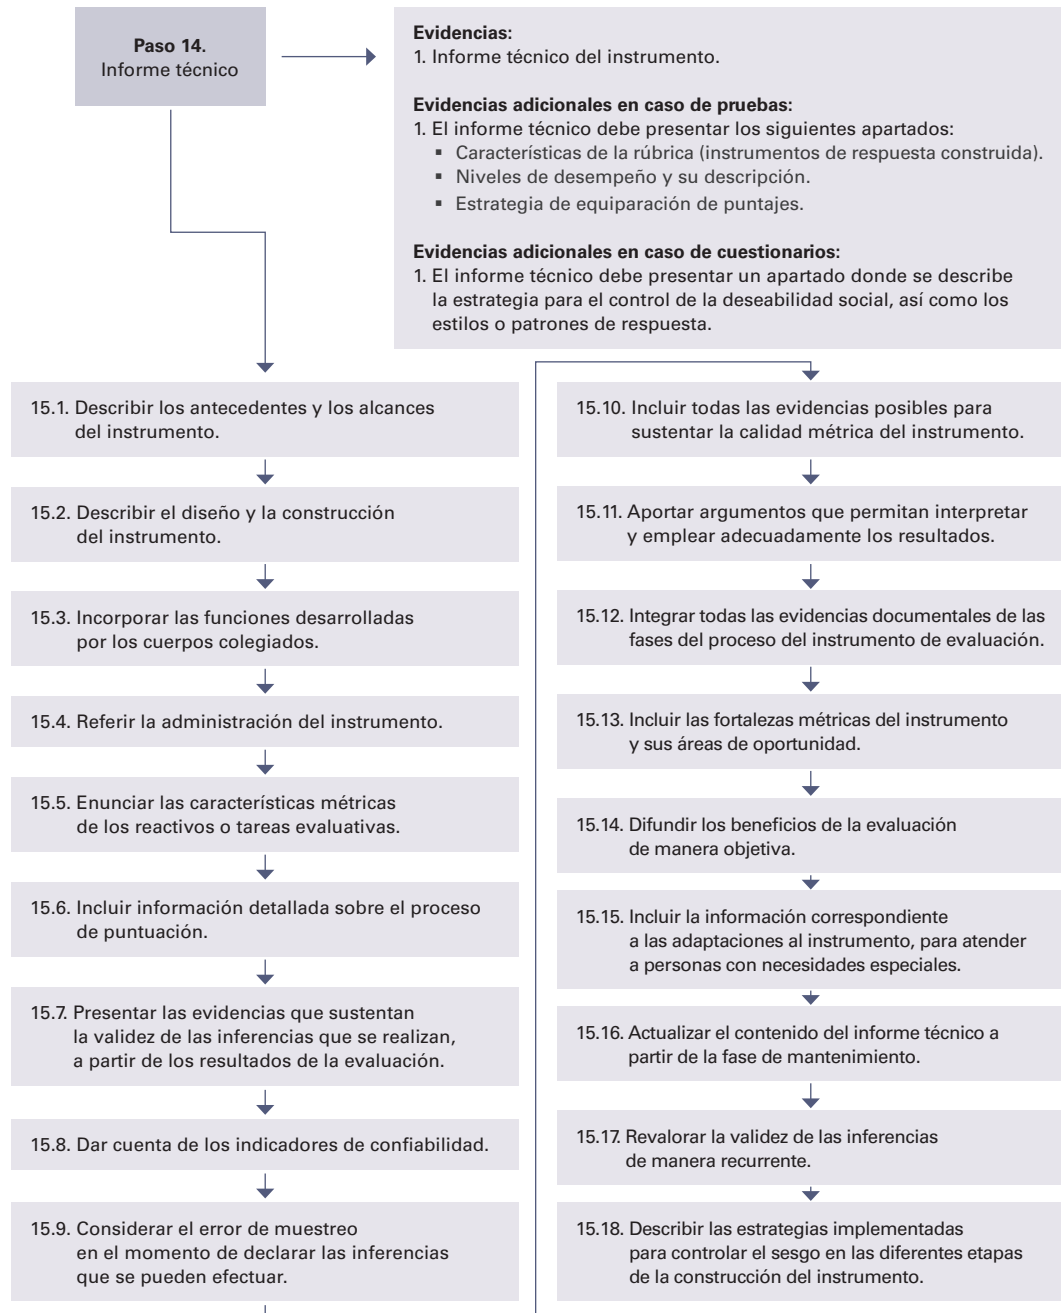 Paso 14.
Informe técnico
Evidencias:
1. Informe técnico del instrumento.
Evidencias adicionales en caso de pruebas:
1. El informe técnico debe presentar los siguientes apartados:
▪ Características de la rúbrica (instrumentos de respuesta construida).
▪ Niveles de desempeño y su descripción.
▪ Estrategia de equiparación de puntajes.
Evidencias adicionales en caso de cuestionarios:
1. El informe técnico debe presentar un apartado donde se describe
la estrategia para el control de la deseabilidad social, así como los
estilos o patrones de respuesta.
15.1. Describir los antecedentes y los alcances
del instrumento.
15.2. Describir el diseño y la construcción
del instrumento.
15.3. Incorporar las funciones desarrolladas
por los cuerpos colegiados.
15.4. Referir la administración del instrumento.
15.5. Enunciar las características métricas
de los reactivos o tareas evaluativas.
15.6. Incluir información detallada sobre el proceso
de puntuación.
15.7. Presentar las evidencias que sustentan
la validez de las inferencias que se realizan,
a partir de los resultados de la evaluación.
15.8. Dar cuenta de los indicadores de confiabilidad.
15.9. Considerar el error de muestreo
en el momento de declarar las inferencias
que se pueden efectuar.
15.10. Incluir todas las evidencias posibles para
sustentar la calidad métrica del instrumento.
15.11. Aportar argumentos que permitan interpretar
y emplear adecuadamente los resultados.
15.12. Integrar todas las evidencias documentales de las
fases del proceso del instrumento de evaluación.
15.13. Incluir las fortalezas métricas del instrumento
y sus áreas de oportunidad.
15.14. Difundir los beneficios de la evaluación
de manera objetiva.
15.15. Incluir la información correspondiente
a las adaptaciones al instrumento, para atender
a personas con necesidades especiales.
15.16. Actualizar el contenido del informe técnico a
partir de la fase de mantenimiento.
15.17. Revalorar la validez de las inferencias
de manera recurrente.
15.18. Describir las estrategias implementadas
para controlar el sesgo en las diferentes etapas
de la construcción del instrumento.